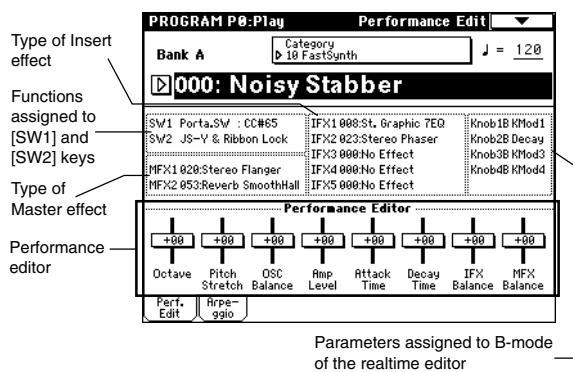 PROGRAM P0:Play Performance Edit
Bank A
Category
10 FastSynth
♩ = 120
000: Noisy Stabber
SW1 Porta.SW : CC#65
SW2 JS-Y & Ribbon Lock
MFX1 020:Stereo Flanger
MFX2 053:Reverb SmoothHall
IFX1 008:St. Graphic 7EQ
IFX2 023:Stereo Phaser
IFX3 000:No Effect
IFX4 000:No Effect
IFX5 000:No Effect
Knob1B KMod1
Knob2B Decay
Knob3B KMod3
Knob4B KMod4
Performance Editor
+00 +00 +00 +00 +00 +00 +00 +00
Octave Pitch OSC Amp Attack Decay IFX MFX
Stretch Balance Level Time Time Balance Balance
Perf. Arpe-
Edit ggio
Type of Insert
effect
Functions
assigned to
[SW1] and
[SW2] keys
Type of
Master effect
Performance
editor
Parameters assigned to B-mode
of the realtime editor